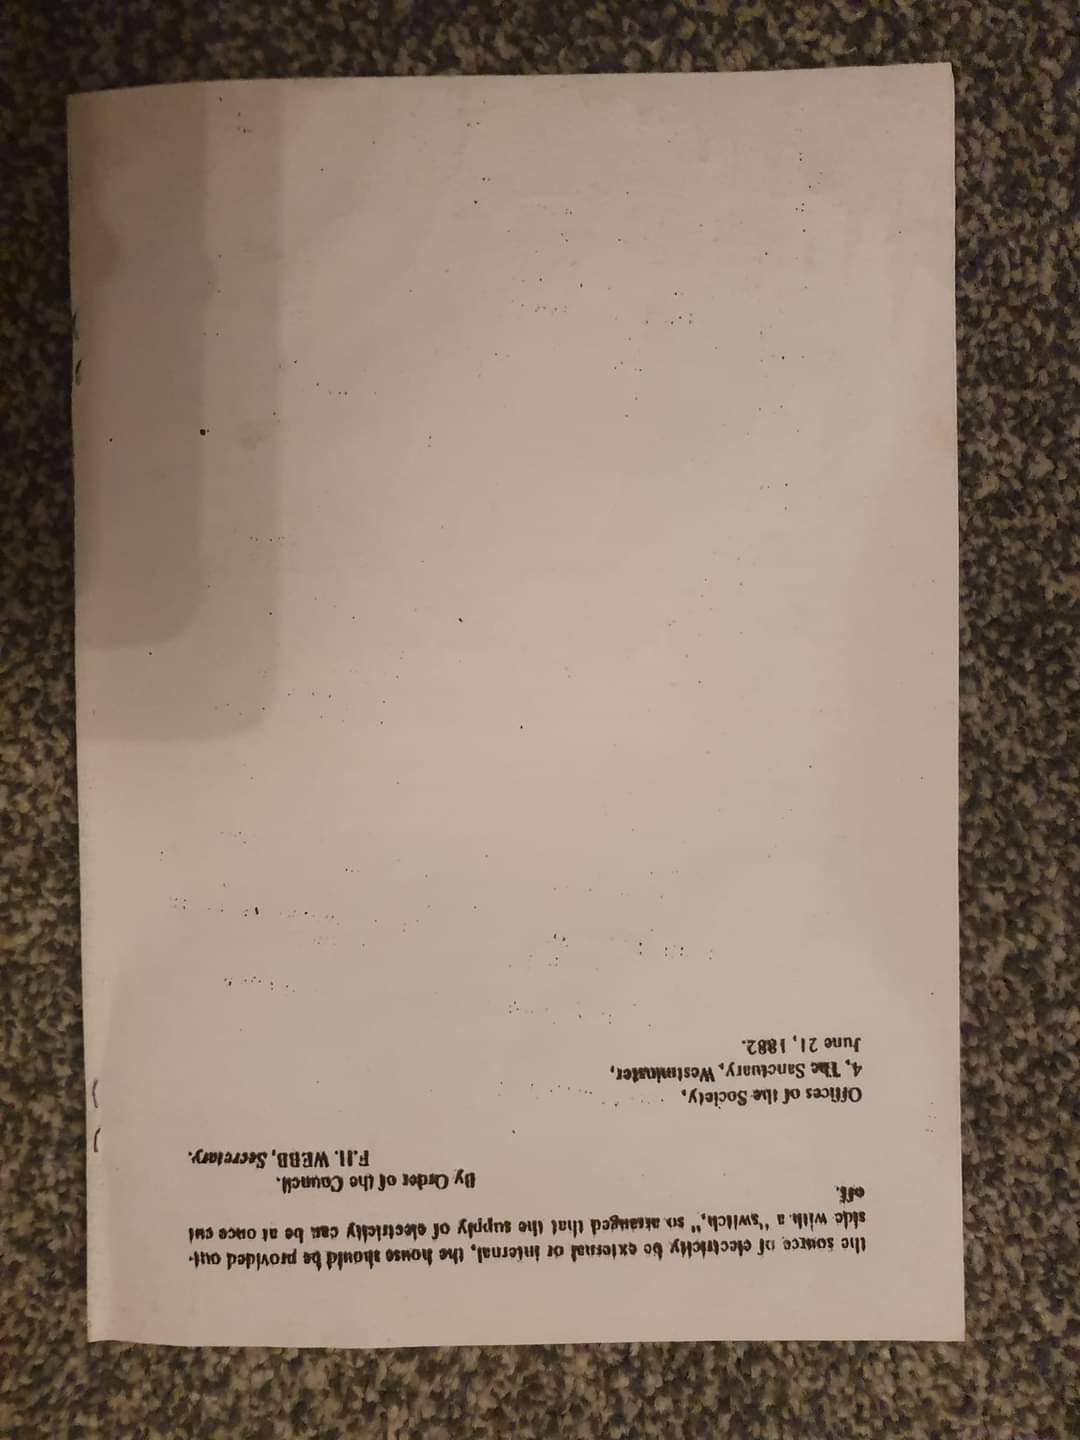 the source of electricity be external or internal, the house should be provided out-
side with a "switch," so arranged that the supply of electricity can be at once cut
off.
By Order of the Council.
F.H. WEBB, Secretary.
Offices of the Society,
4, The Sanctuary, Westminster,
June 21, 1882.